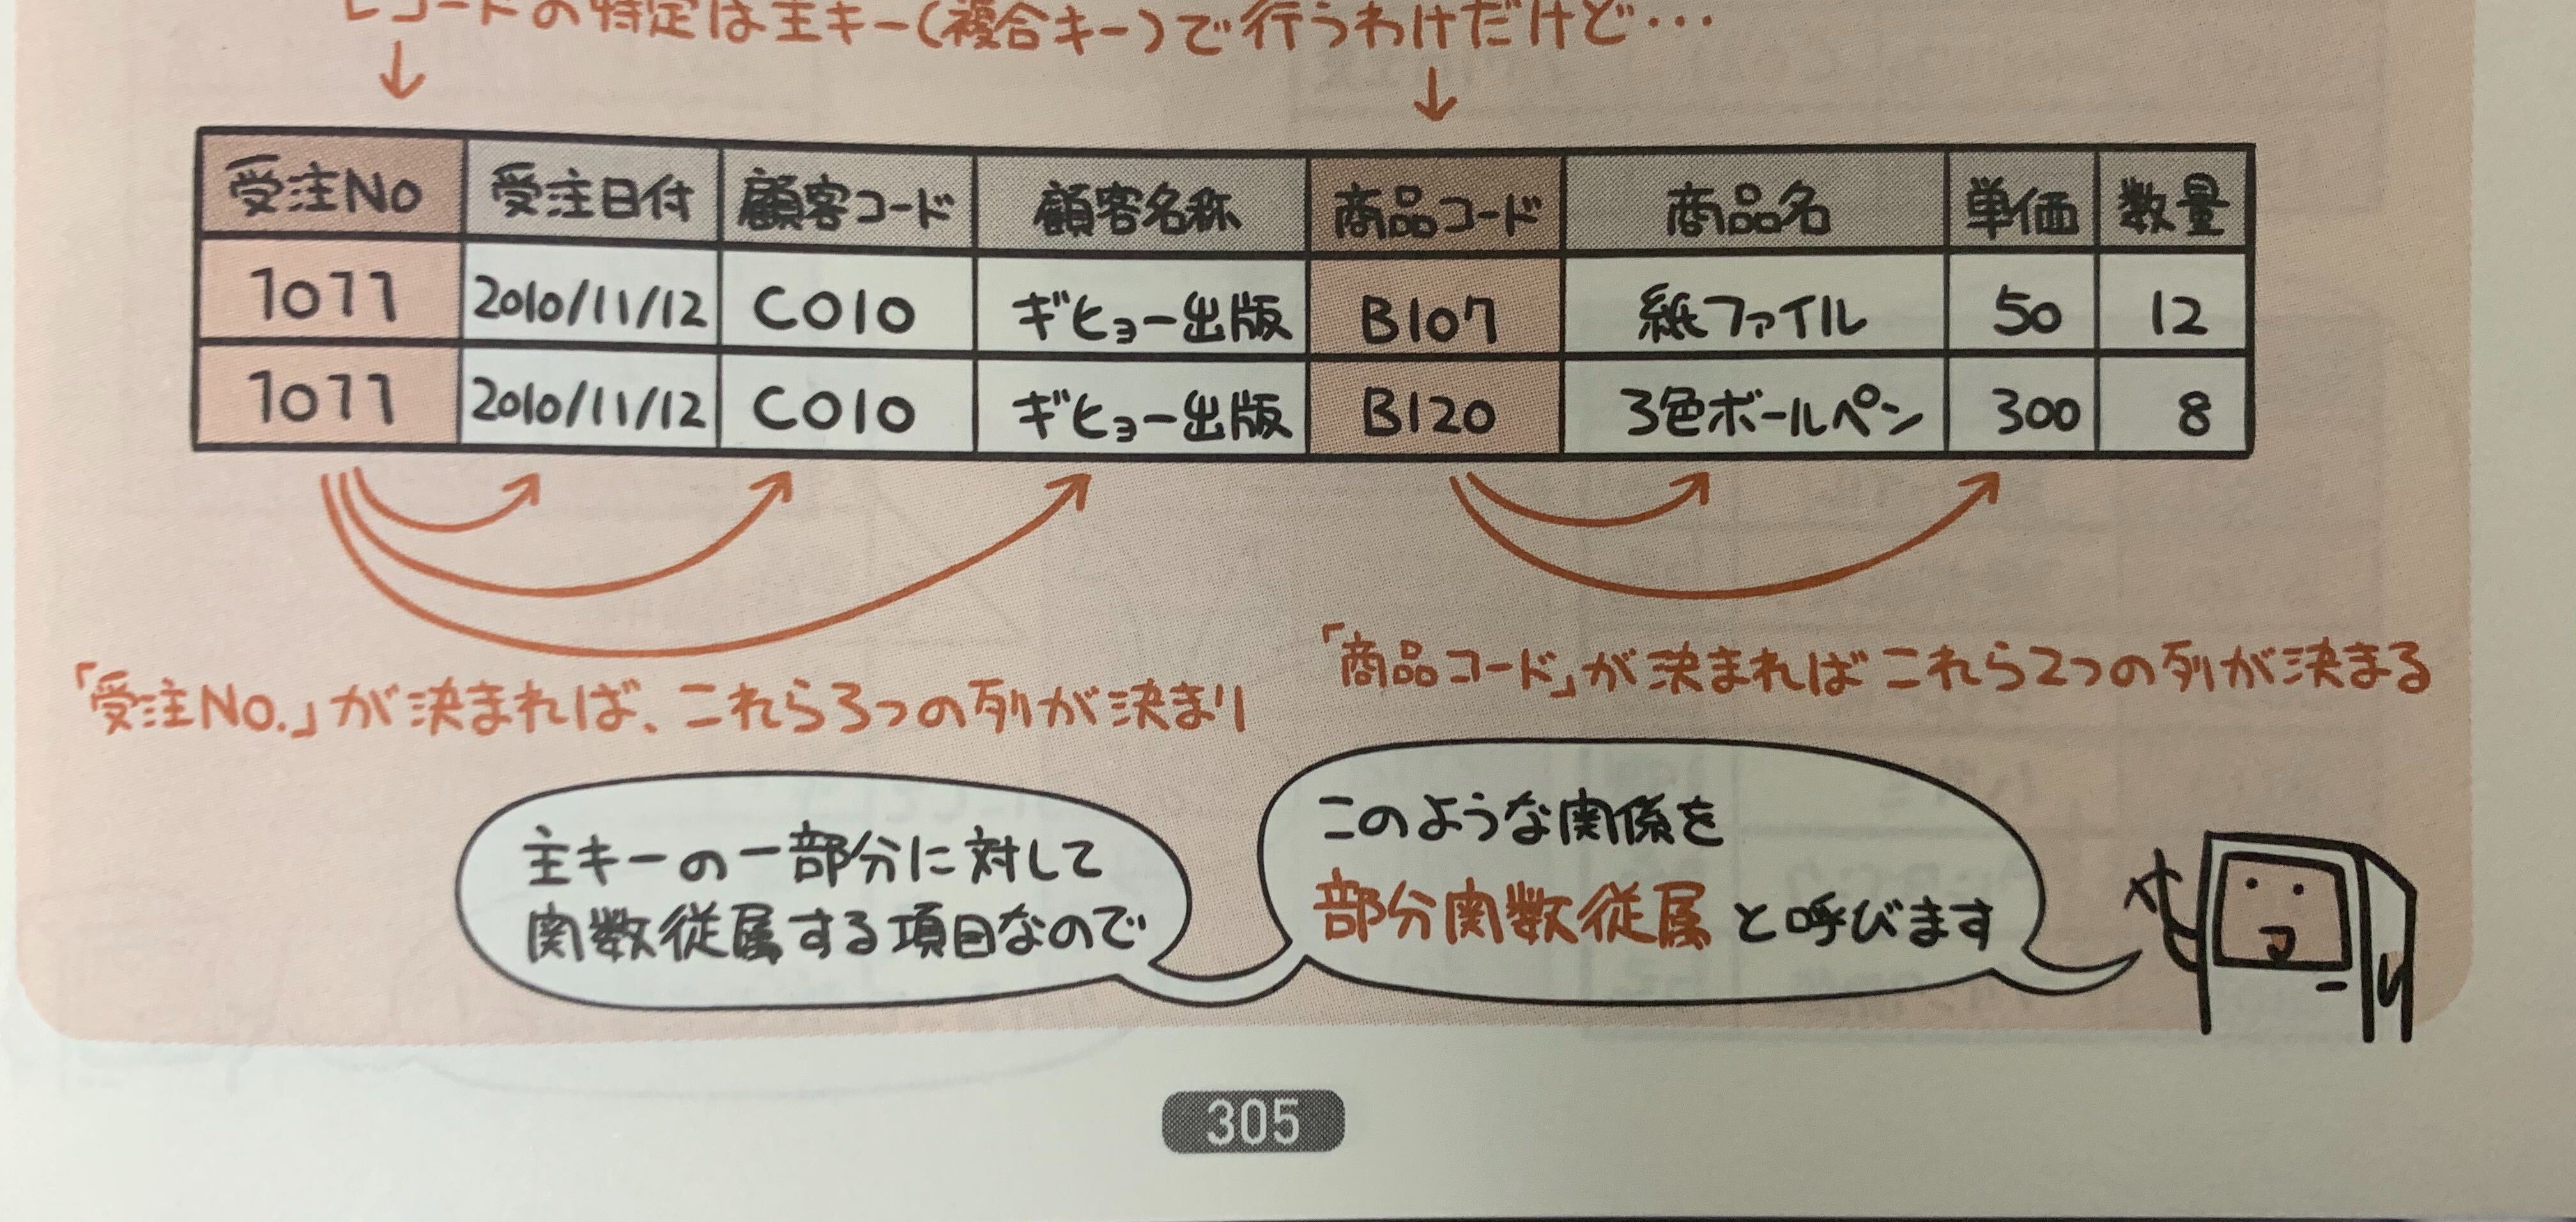 レコードの特定は主キー(複合キー)で行うわけだけど…
受注No 受注日付 顧客コード 顧客名称 商品コード 商品名 単価 数量
1077 2010/11/12 C010 ギヒョー出版 B107 紙ファイル 50 12
1077 2010/11/12 C010 ギヒョー出版 B120 3色ボールペン 300 8
「受注No.」が決まれば、これら3つの列が決まり
「商品コード」が決まればこれら2つの列が決まる
主キーの一部分に対して
関数従属する項目なので
このような関係を
部分関数従属と呼びます
305